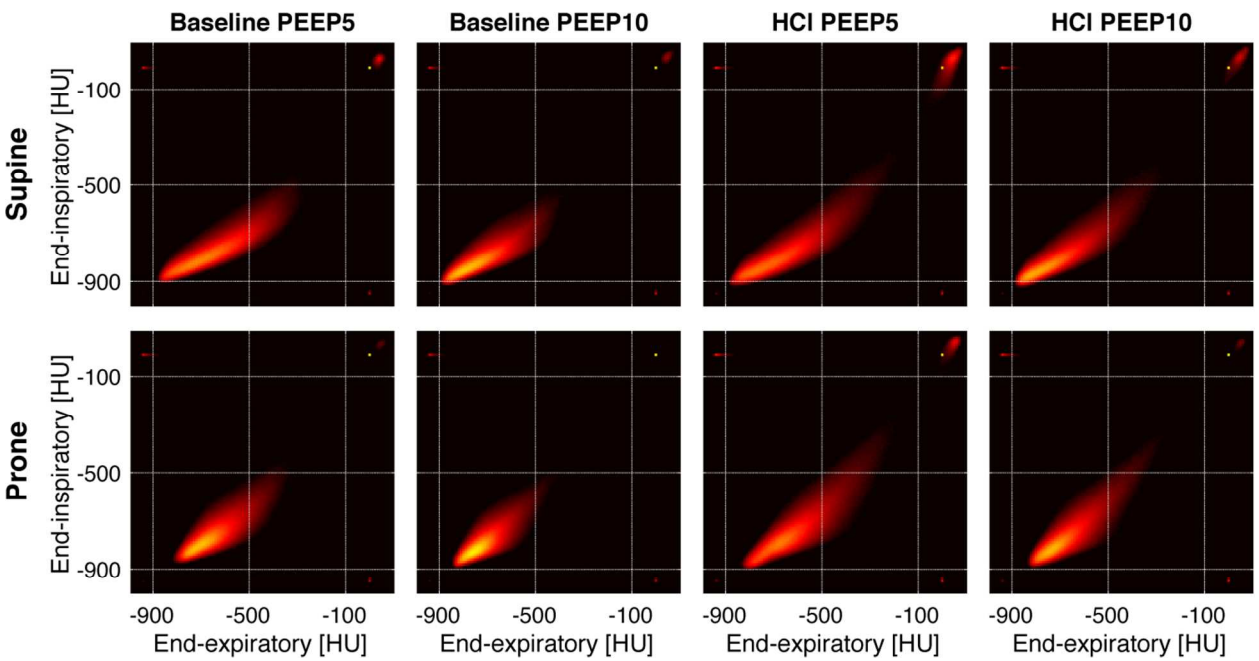 Baseline PEEP5 Baseline PEEP10 HCl PEEP5 HCl PEEP10
Supine
End-inspiratory [HU]
-100
-500
-900
Prone
End-inspiratory [HU]
-100
-500
-900
-900 -500 -100 -900 -500 -100 -900 -500 -100 -900 -500 -100
End-expiratory [HU] End-expiratory [HU] End-expiratory [HU] End-expiratory [HU]